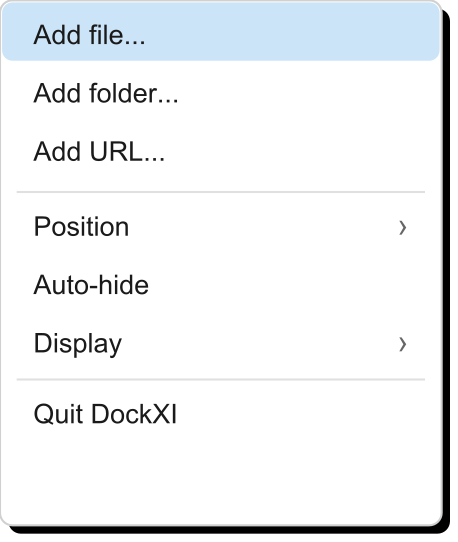 Add file...
Add folder...
Add URL...
Position
Auto-hide
Display
Quit DockXI